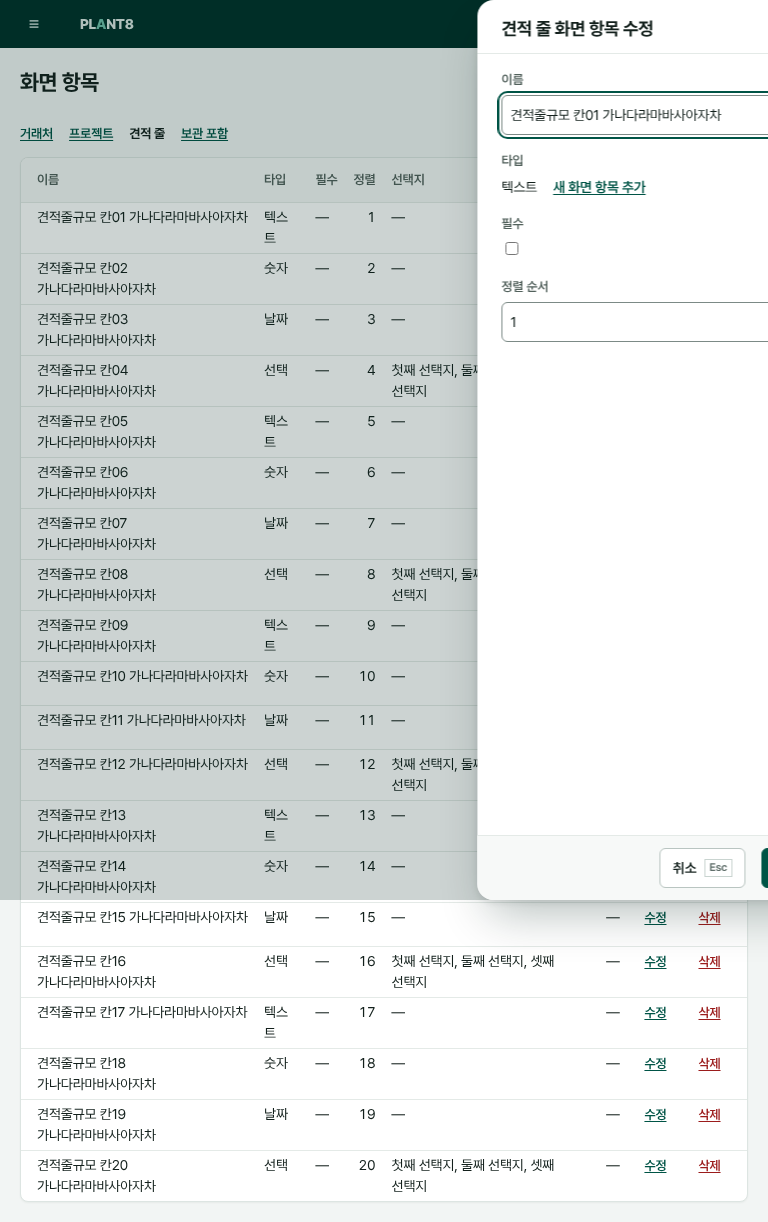 ≡ PLANT8
화면 항목
거래처 프로젝트 견적 줄 보관 포함
이름 타입 필수 정렬 선택지
견적줄규모 칸01 가나다라마바사아자차 텍스 — 1 —
트
견적줄규모 칸02 숫자 — 2 —
가나다라마바사아자차
견적줄규모 칸03 날짜 — 3 —
가나다라마바사아자차
견적줄규모 칸04 선택 — 4 첫째 선택지, 둘째
가나다라마바사아자차 선택지
견적줄규모 칸05 텍스 — 5 —
가나다라마바사아자차 트
견적줄규모 칸06 숫자 — 6 —
가나다라마바사아자차
견적줄규모 칸07 날짜 — 7 —
가나다라마바사아자차
견적줄규모 칸08 선택 — 8 첫째 선택지, 둘째
가나다라마바사아자차 선택지
견적줄규모 칸09 텍스 — 9 —
가나다라마바사아자차 트
견적줄규모 칸10 가나다라마바사아자차 숫자 — 10 —
견적줄규모 칸11 가나다라마바사아자차 날짜 — 11 —
견적줄규모 칸12 가나다라마바사아자차 선택 — 12 첫째 선택지, 둘째
선택지
견적줄규모 칸13 텍스 — 13 —
가나다라마바사아자차 트
견적줄규모 칸14 숫자 — 14 —
가나다라마바사아자차
견적줄규모 칸15 가나다라마바사아자차 날짜 — 15 — — 수정 삭제
견적줄규모 칸16 선택 — 16 첫째 선택지, 둘째 선택지, 셋째 — 수정 삭제
가나다라마바사아자차 선택지
견적줄규모 칸17 가나다라마바사아자차 텍스 — 17 — — 수정 삭제
트
견적줄규모 칸18 숫자 — 18 — — 수정 삭제
가나다라마바사아자차
견적줄규모 칸19 날짜 — 19 — — 수정 삭제
가나다라마바사아자차
견적줄규모 칸20 선택 — 20 첫째 선택지, 둘째 선택지, 셋째 — 수정 삭제
가나다라마바사아자차 선택지
견적 줄 화면 항목 수정
이름
견적줄규모 칸01 가나다라마바사아자차
타입
텍스트 새 화면 항목 추가
필수
정렬 순서
1
취소 Esc